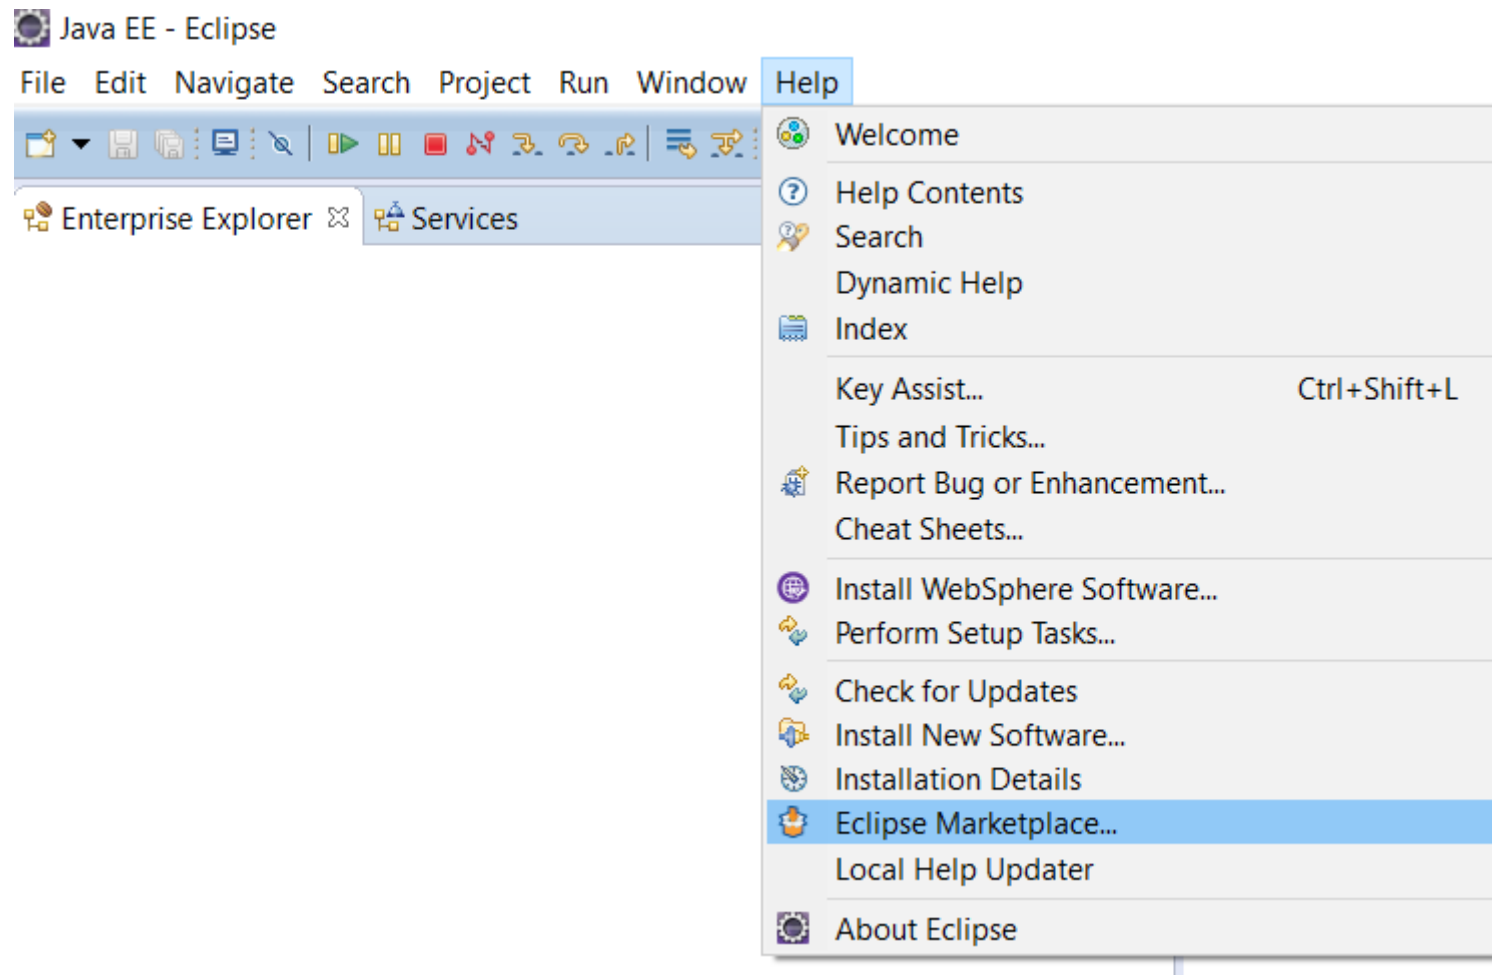 Java EE - Eclipse
File Edit Navigate Search Project Run Window Help
Enterprise Explorer Services
Welcome
Help Contents
Search
Dynamic Help
Index
Key Assist... Ctrl+Shift+L
Tips and Tricks...
Report Bug or Enhancement...
Cheat Sheets...
Install WebSphere Software...
Perform Setup Tasks...
Check for Updates
Install New Software...
Installation Details
Eclipse Marketplace...
Local Help Updater
About Eclipse